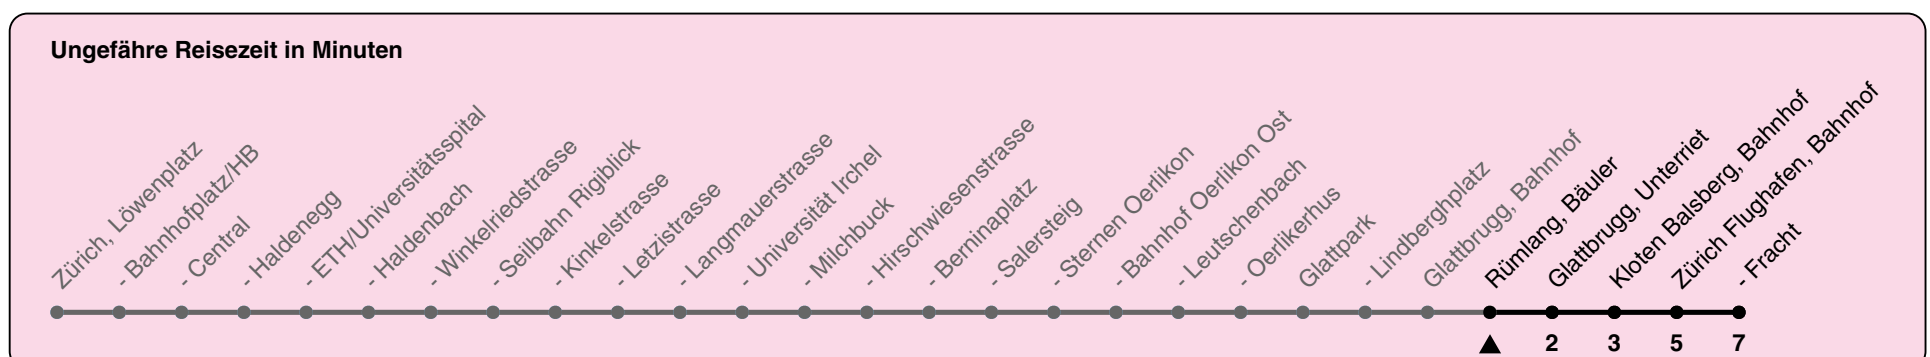 Ungefähre Reisezeit in Minuten
Zürich, Löwenplatz
- Bahnhofplatz/HB
- Central
- Haldenegg
- ETH/Universitätsspital
- Haldenbach
- Winkelriedstrasse
- Seilbahn Rigiblick
- Kinkelstrasse
- Letzistrasse
- Langmauerstrasse
- Universität Irchel
- Milchbuck
- Hirschwiesenstrasse
- Berninaplatz
- Salersteig
- Sternen Oerlikon
- Bahnhof Oerlikon Ost
- Leutschenbach
- Oerlikerhus
Glattpark
- Lindberghplatz
Glattbrugg, Bahnhof
Rümlang, Bäuler
Glattbrugg, Unterriet
Kloten Balsberg, Bahnhof
Zürich Flughafen, Bahnhof
- Fracht
2 3 5 7